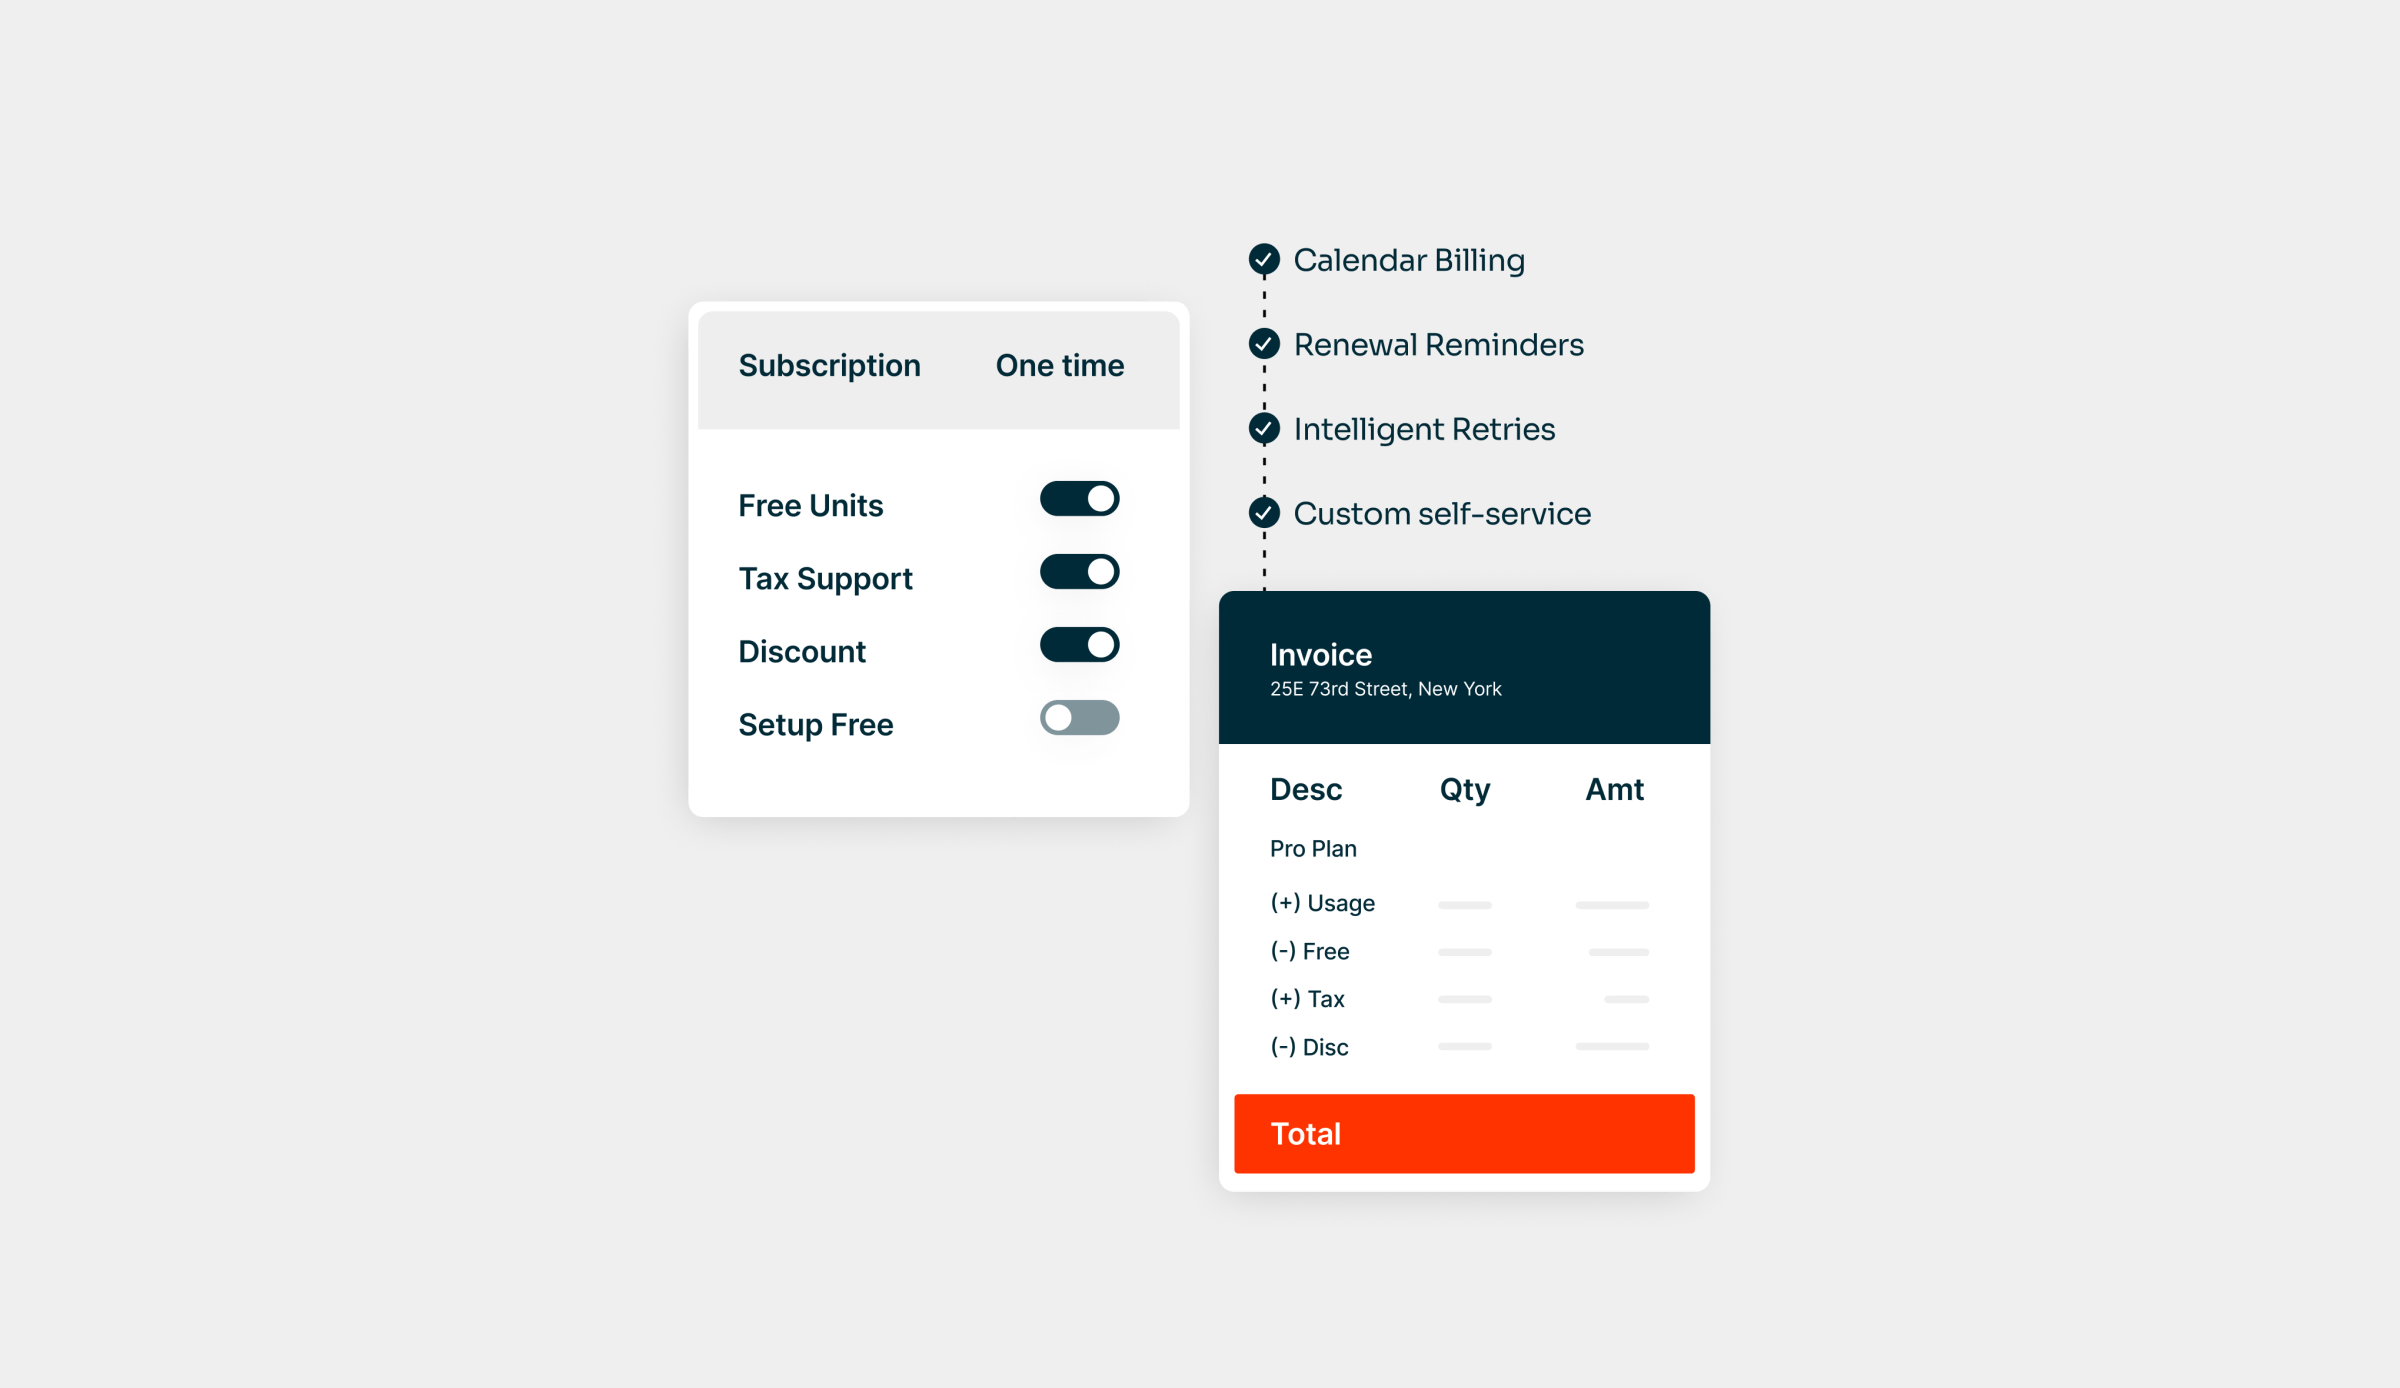 Subscription One time
Free Units
Tax Support
Discount
Setup Free
Calendar Billing
Renewal Reminders
Intelligent Retries
Custom self-service
Invoice
25E 73rd Street, New York
Desc Qty Amt
Pro Plan
(+) Usage
(-) Free
(+) Tax
(-) Disc
Total